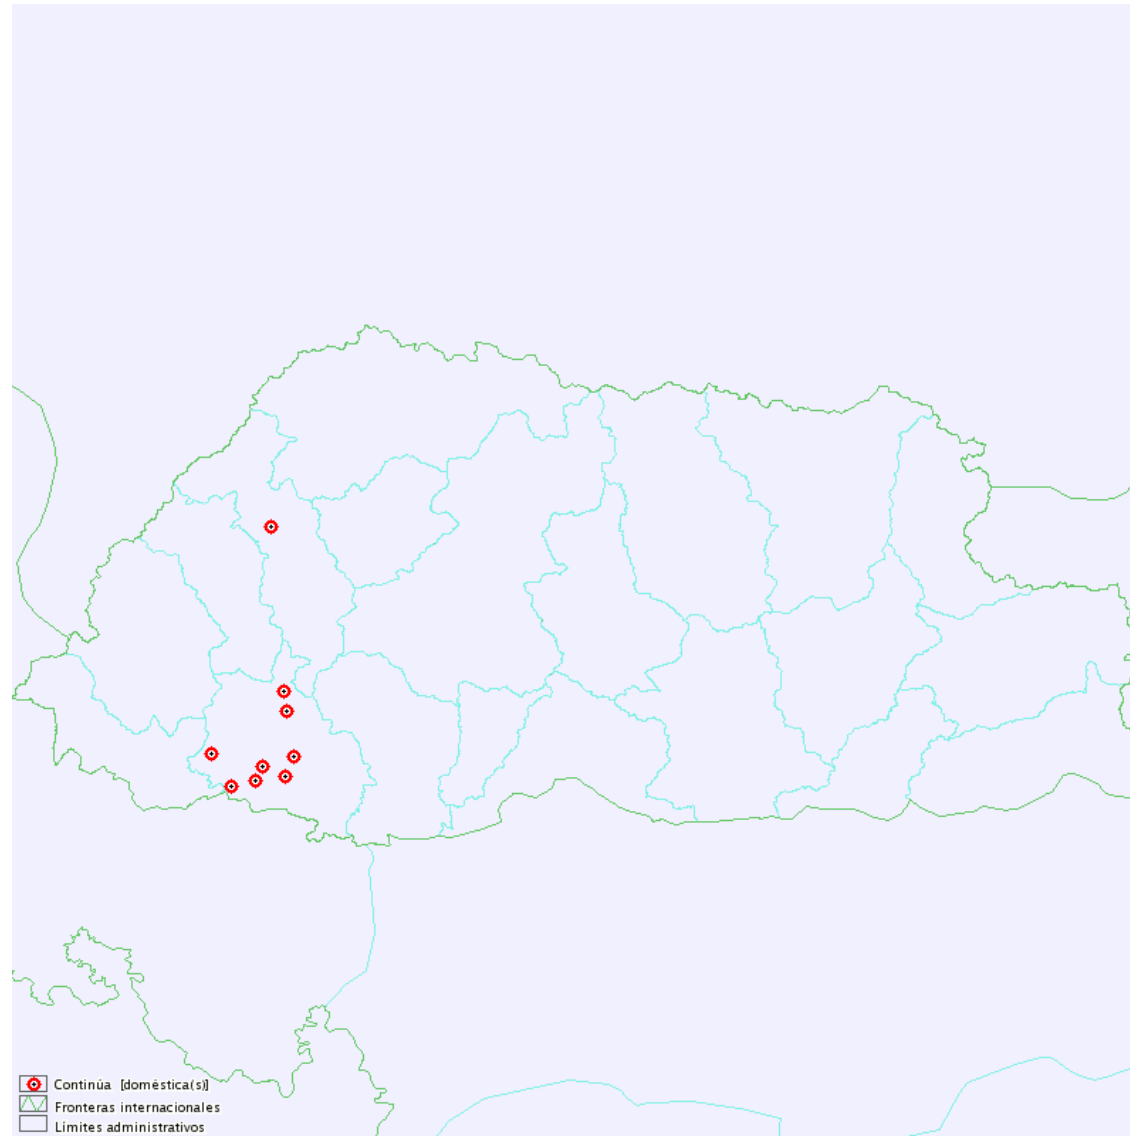 Continúa [doméstica(s)]
Fronteras internacionales
Límites administrativos